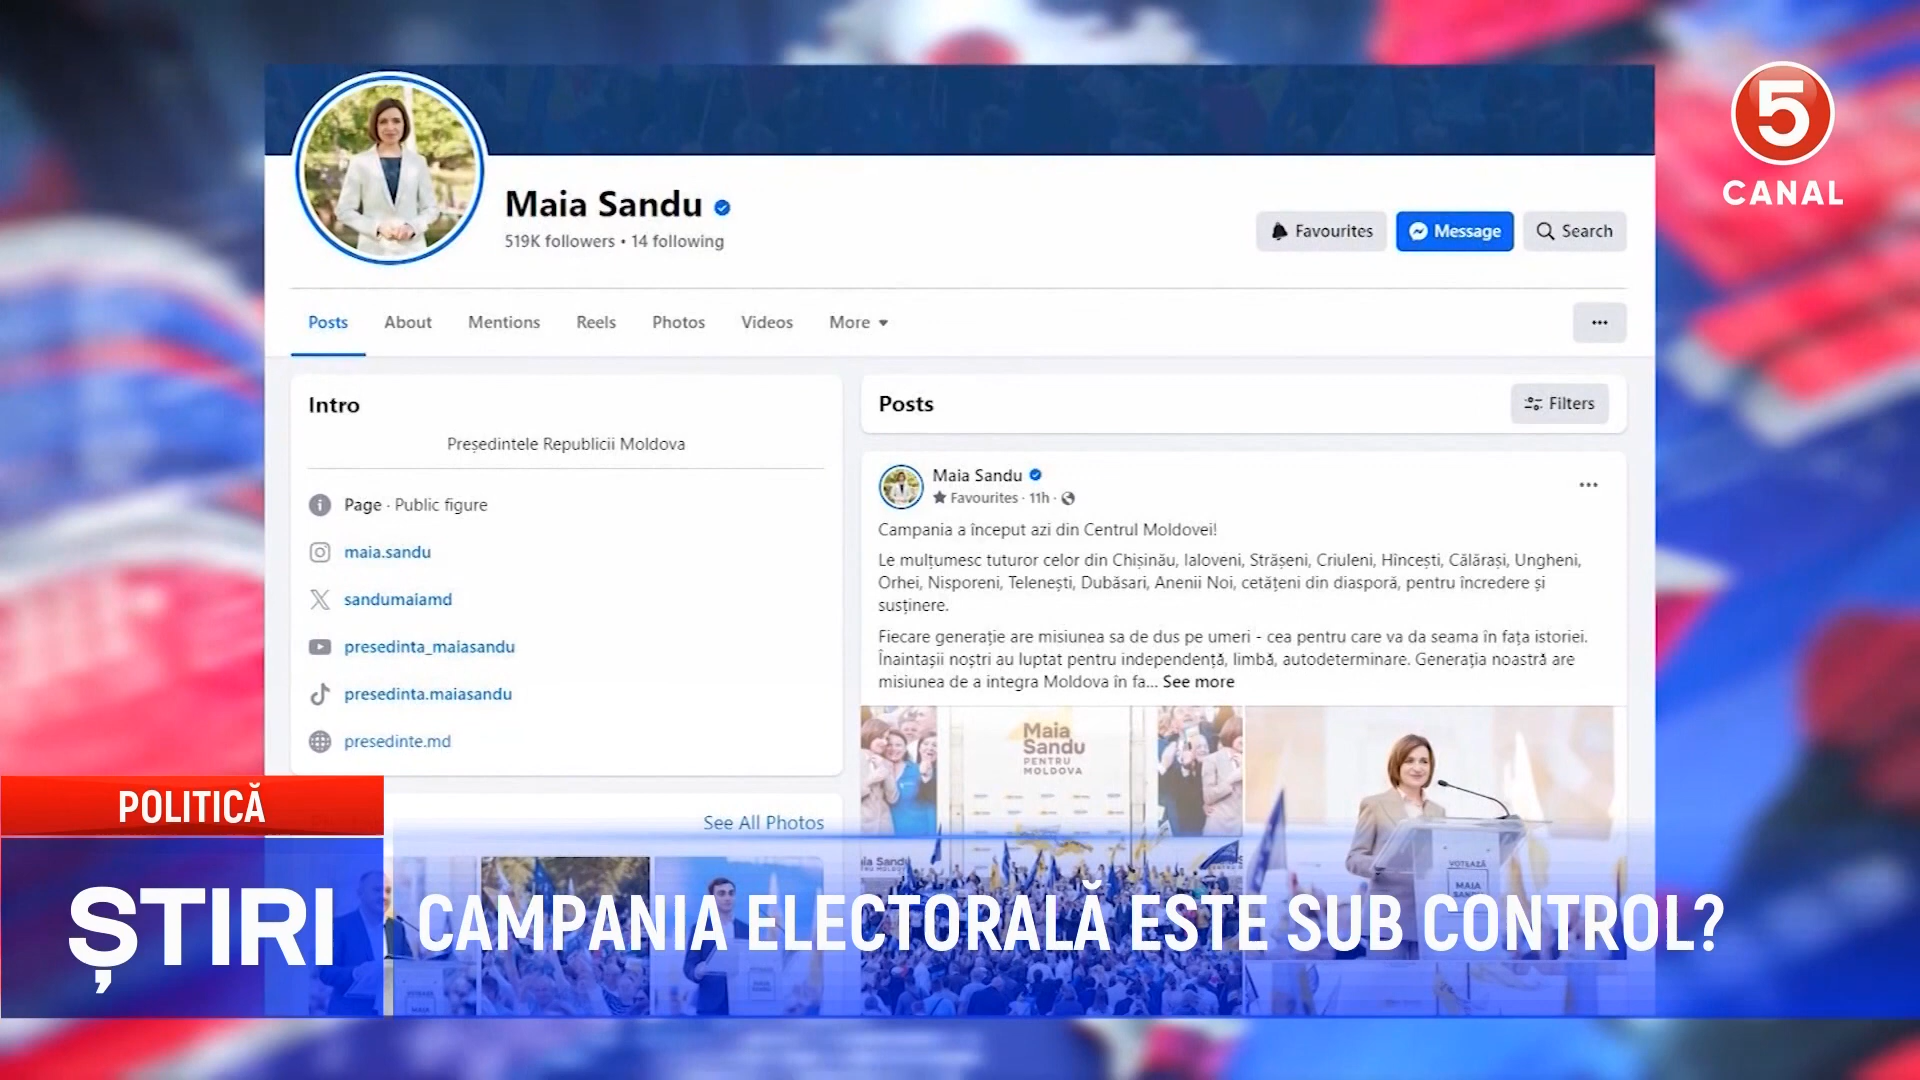 5
CANAL
Maia Sandu
519K followers • 14 following
Favourites
Message
Search
Posts
About
Mentions
Reels
Photos
Videos
More
Intro
Președintele Republicii Moldova
Page · Public figure
maia.sandu
sandumaiamd
presedinta_maiasandu
presedinta.maiasandu
presedinte.md
See All Photos
Posts
Filters
Maia Sandu
Favourites · 11h ·
Campania a început azi din Centrul Moldovei!
Le mulțumesc tuturor celor din Chișinău, Ialoveni, Strășeni, Criuleni, Hîncești, Călărași, Ungheni,
Orhei, Nisporeni, Telenești, Dubăsari, Anenii Noi, cetățeni din diasporă, pentru încredere și
susținere.
Fiecare generație are misiunea sa de dus pe umeri - cea pentru care va da seama în fața istoriei.
Înaintașii noștri au luptat pentru independență, limbă, autodeterminare. Generația noastră are
misiunea de a integra Moldova în fa... See more
Maia
Sandu
PENTRU
MOLDOVA
VOTEAZĂ
MAIA
POLITICĂ
ȘTIRI
CAMPANIA ELECTORALĂ ESTE SUB CONTROL?